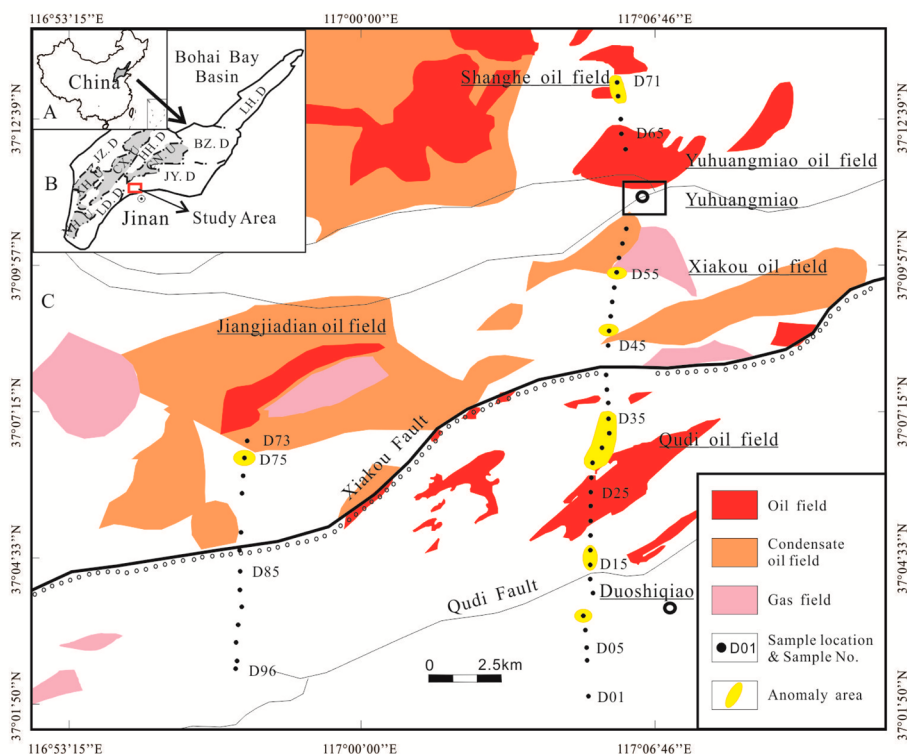 116°53'15"E
117°00'00"E
117°06'46"E
Bohai Bay
Basin
China
A
LH. D
JZ. D
HH. D
BZ. D
JY. D
LD. D
B
Jinan
Study Area
Shanghe oil field
D71
D65
Yuhuangmiao oil field
Yuhuangmiao
C
D55
Xiakou oil field
Jiangjiadian oil field
D45
D73
D75
Xiakou Fault
D35
Qudi oil field
D25
D85
D15
Qudi Fault
Duoshiqiao
D05
D96
D01
0 2.5km
Oil field
Condensate
oil field
Gas field
D01
Sample location
& Sample No.
Anomaly area
37°12'39''N
37°09'57''N
37°07'15''N
37°04'33''N
37°01'50''N
37°12'39''N
37°09'57''N
37°07'15''N
37°04'33''N
37°01'50''N
116°53'15"E
117°00'00"E
117°06'46"E